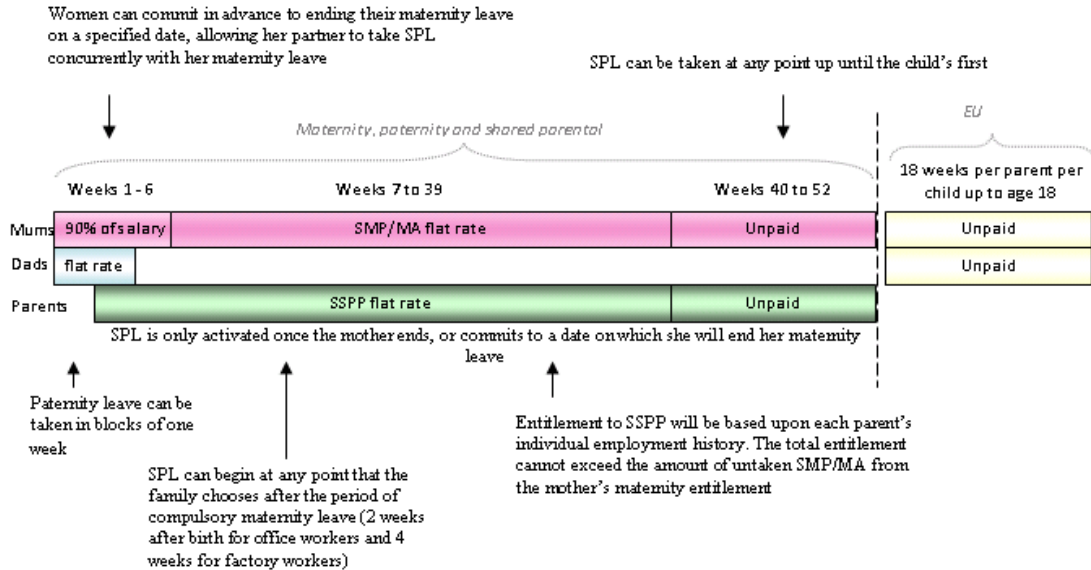 Women can commit in advance to ending their maternity leave
on a specified date, allowing her partner to take SPL
concurrently with her maternity leave
SPL can be taken at any point up until the child's first
Maternity, paternity and shared parental
EU
Weeks 1 - 6
Weeks 7 to 39
Weeks 40 to 52
18 weeks per parent per
child up to age 18
Mums
90% of salary
SMP/MA flat rate
Unpaid
Unpaid
Dads
flat rate
Unpaid
Parents
SSPP flat rate
Unpaid
SPL is only activated once the mother ends, or commits to a date on which she will end her maternity
leave
Paternity leave can be
taken in blocks of one
week
SPL can begin at any point that the
family chooses after the period of
compulsory maternity leave (2 weeks
after birth for office workers and 4
weeks for factory workers)
Entitlement to SSPP will be based upon each parent's
individual employment history. The total entitlement
cannot exceed the amount of untaken SMP/MA from
the mother's maternity entitlement